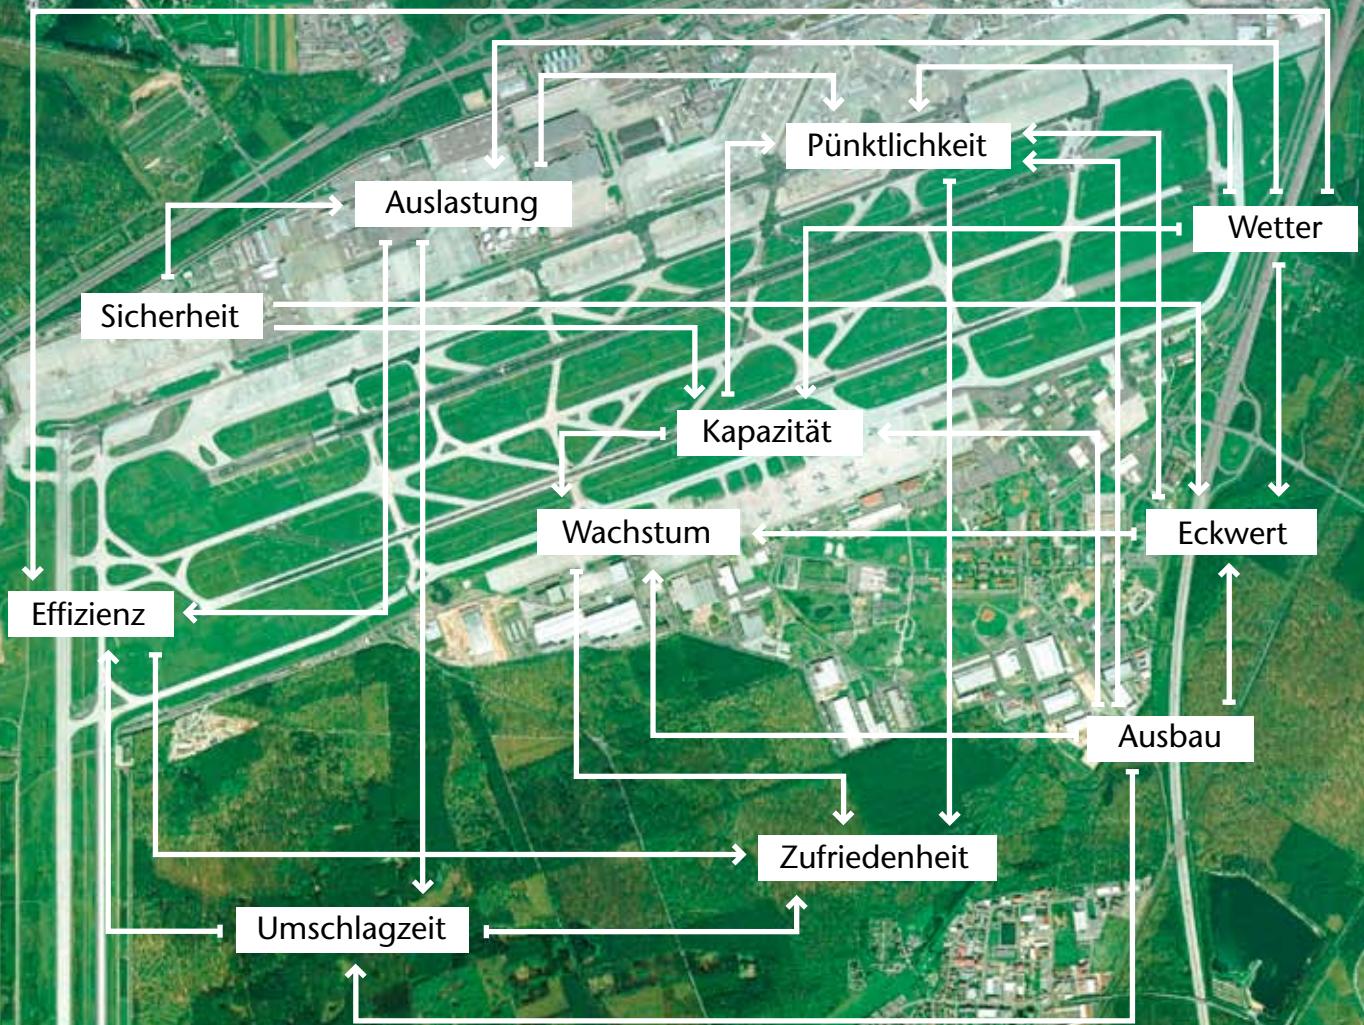 Pünktlichkeit
Auslastung
Wetter
Sicherheit
Kapazität
Wachstum
Eckwert
Effizienz
Ausbau
Zufriedenheit
Umschlagzeit